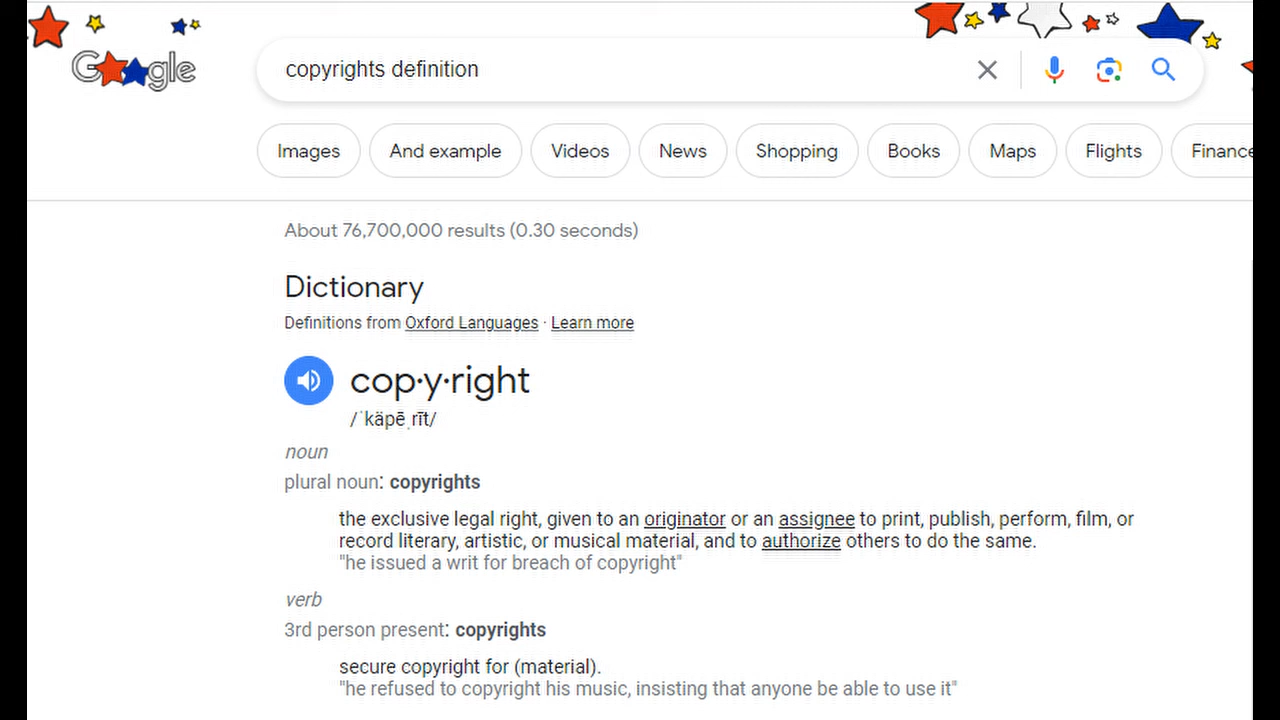 Google
copyrights definition
Images And example Videos News Shopping Books Maps Flights Finance
About 76,700,000 results (0.30 seconds)
Dictionary
Definitions from Oxford Languages · Learn more
cop·y·right
/ˈkäpēˌrīt/
noun
plural noun: copyrights
the exclusive legal right, given to an originator or an assignee to print, publish, perform, film, or
record literary, artistic, or musical material, and to authorize others to do the same.
"he issued a writ for breach of copyright"
verb
3rd person present: copyrights
secure copyright for (material).
"he refused to copyright his music, insisting that anyone be able to use it"